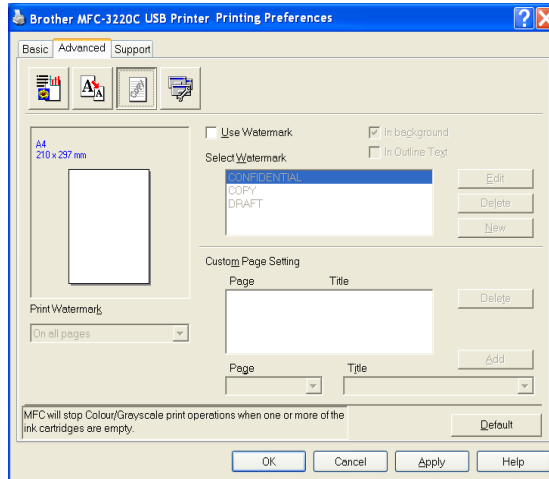 Brother MFC-3220C USB Printer Printing Preferences
Basic Advanced Support
A4
210 x 297 mm
Print Watermark
On all pages
Use Watermark
In background
In Outline Text
Select Watermark
CONFIDENTIAL
COPY
DRAFT
Edit
Delete
New
Custom Page Setting
Page Title
Delete
Add
Page Title
MFC will stop Colour/Grayscale print operations when one or more of the
ink cartridges are empty.
Default
OK Cancel Apply Help